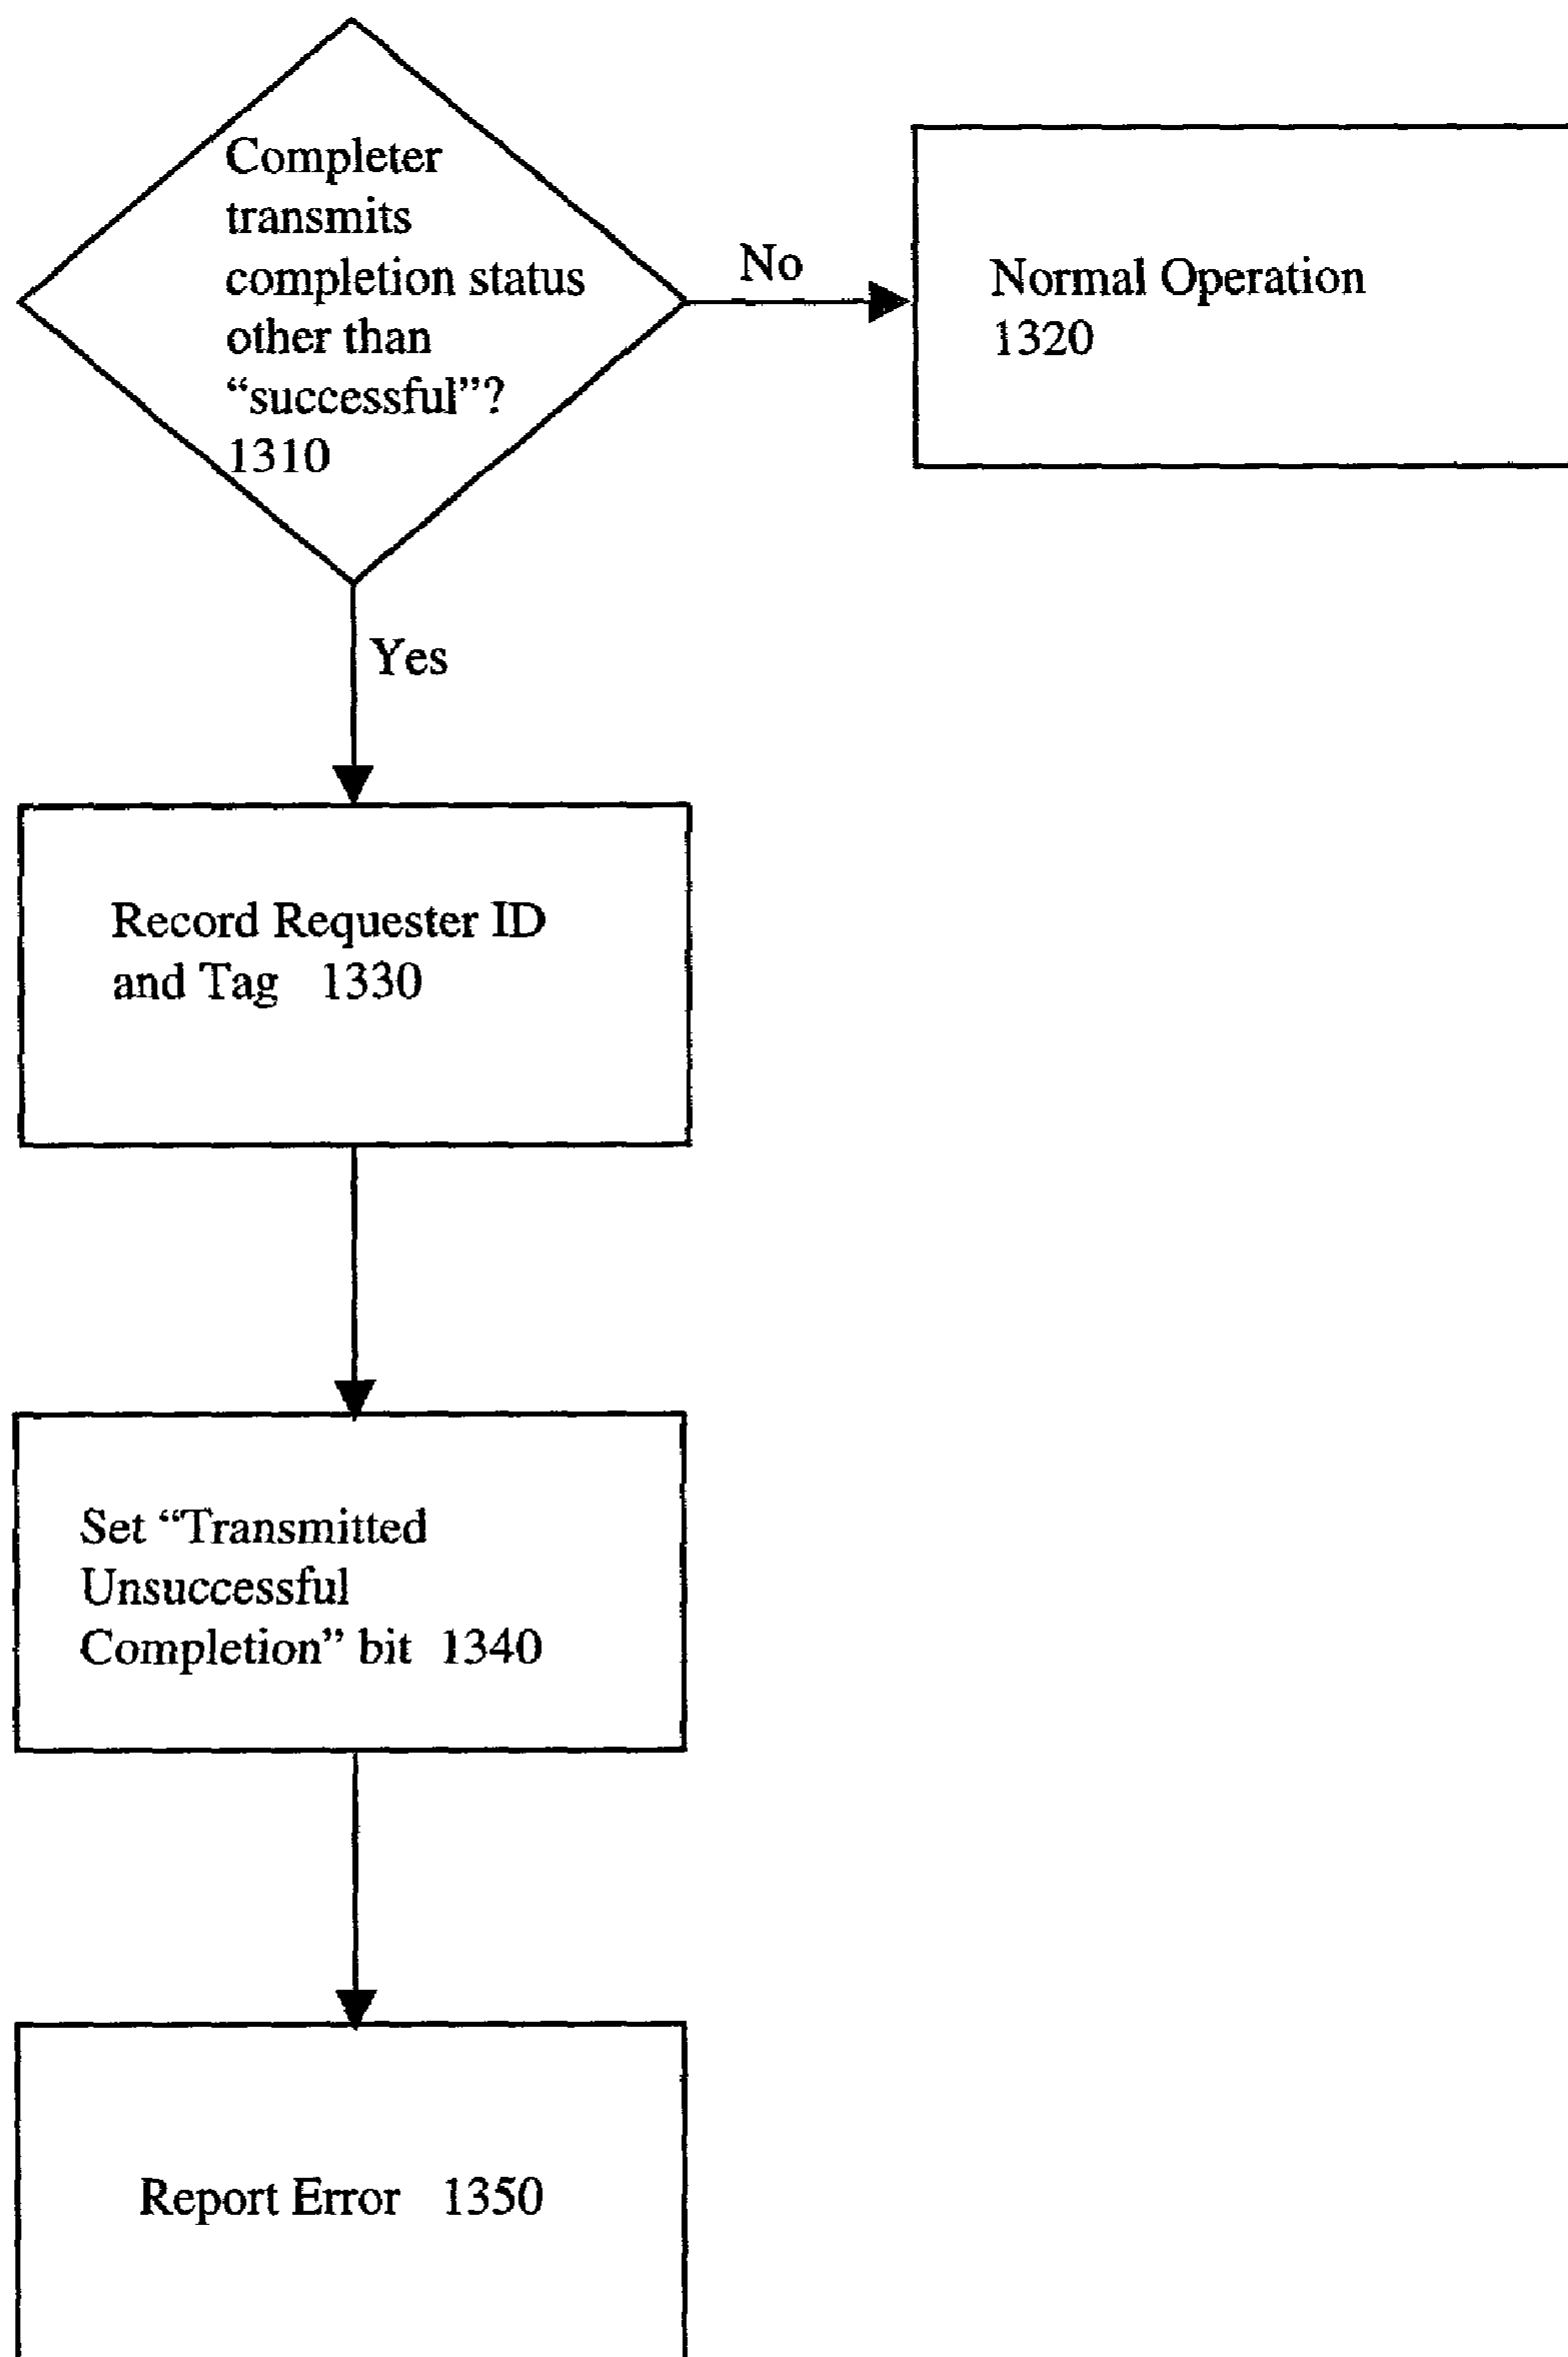 Completer
transmits
completion status
other than
“successful”?
1310
No
Normal Operation
1320
Yes
Record Requester ID
and Tag 1330
Set “Transmitted
Unsuccessful
Completion” bit 1340
Report Error 1350